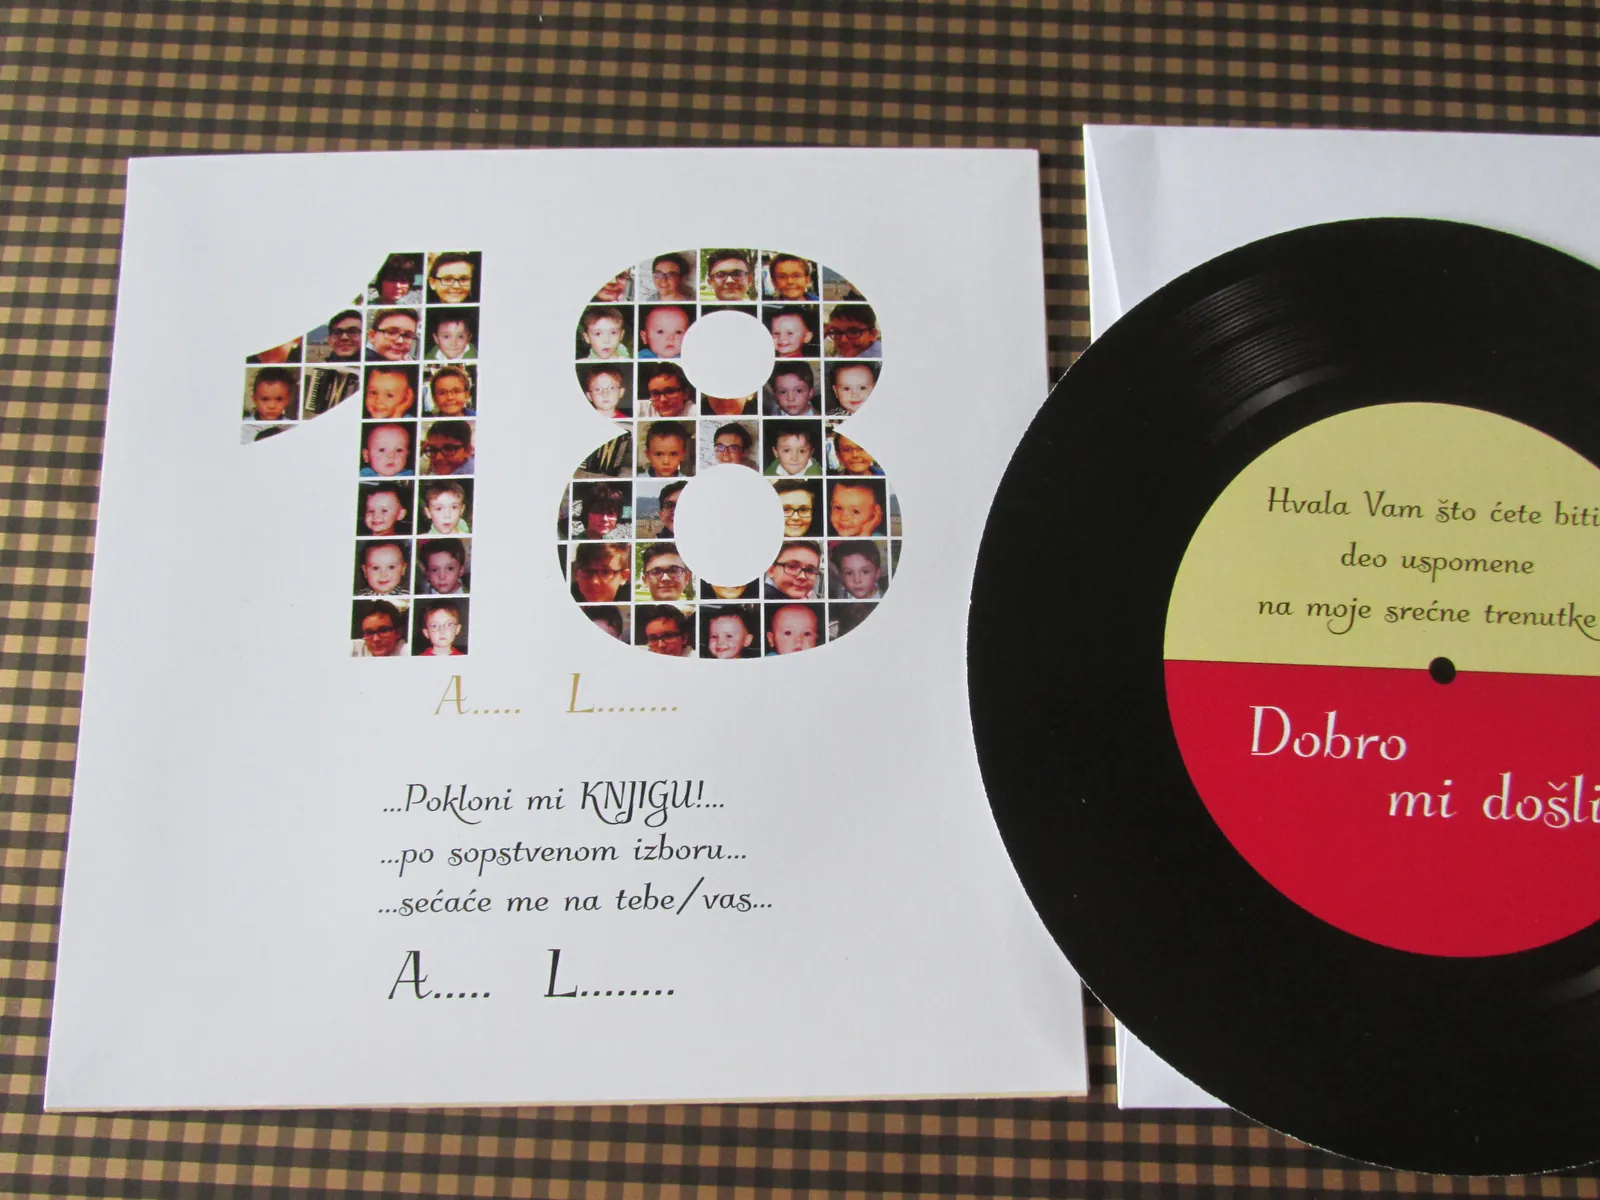 18
A..... L........
...Pokloni mi KNJIGU!...
...po sopstvenom izboru...
...sećaće me na tebe/vas...
A..... L........
Hvala Vam što ćete biti
deo uspomene
na moje srećne trenutke
Dobro
mi došli